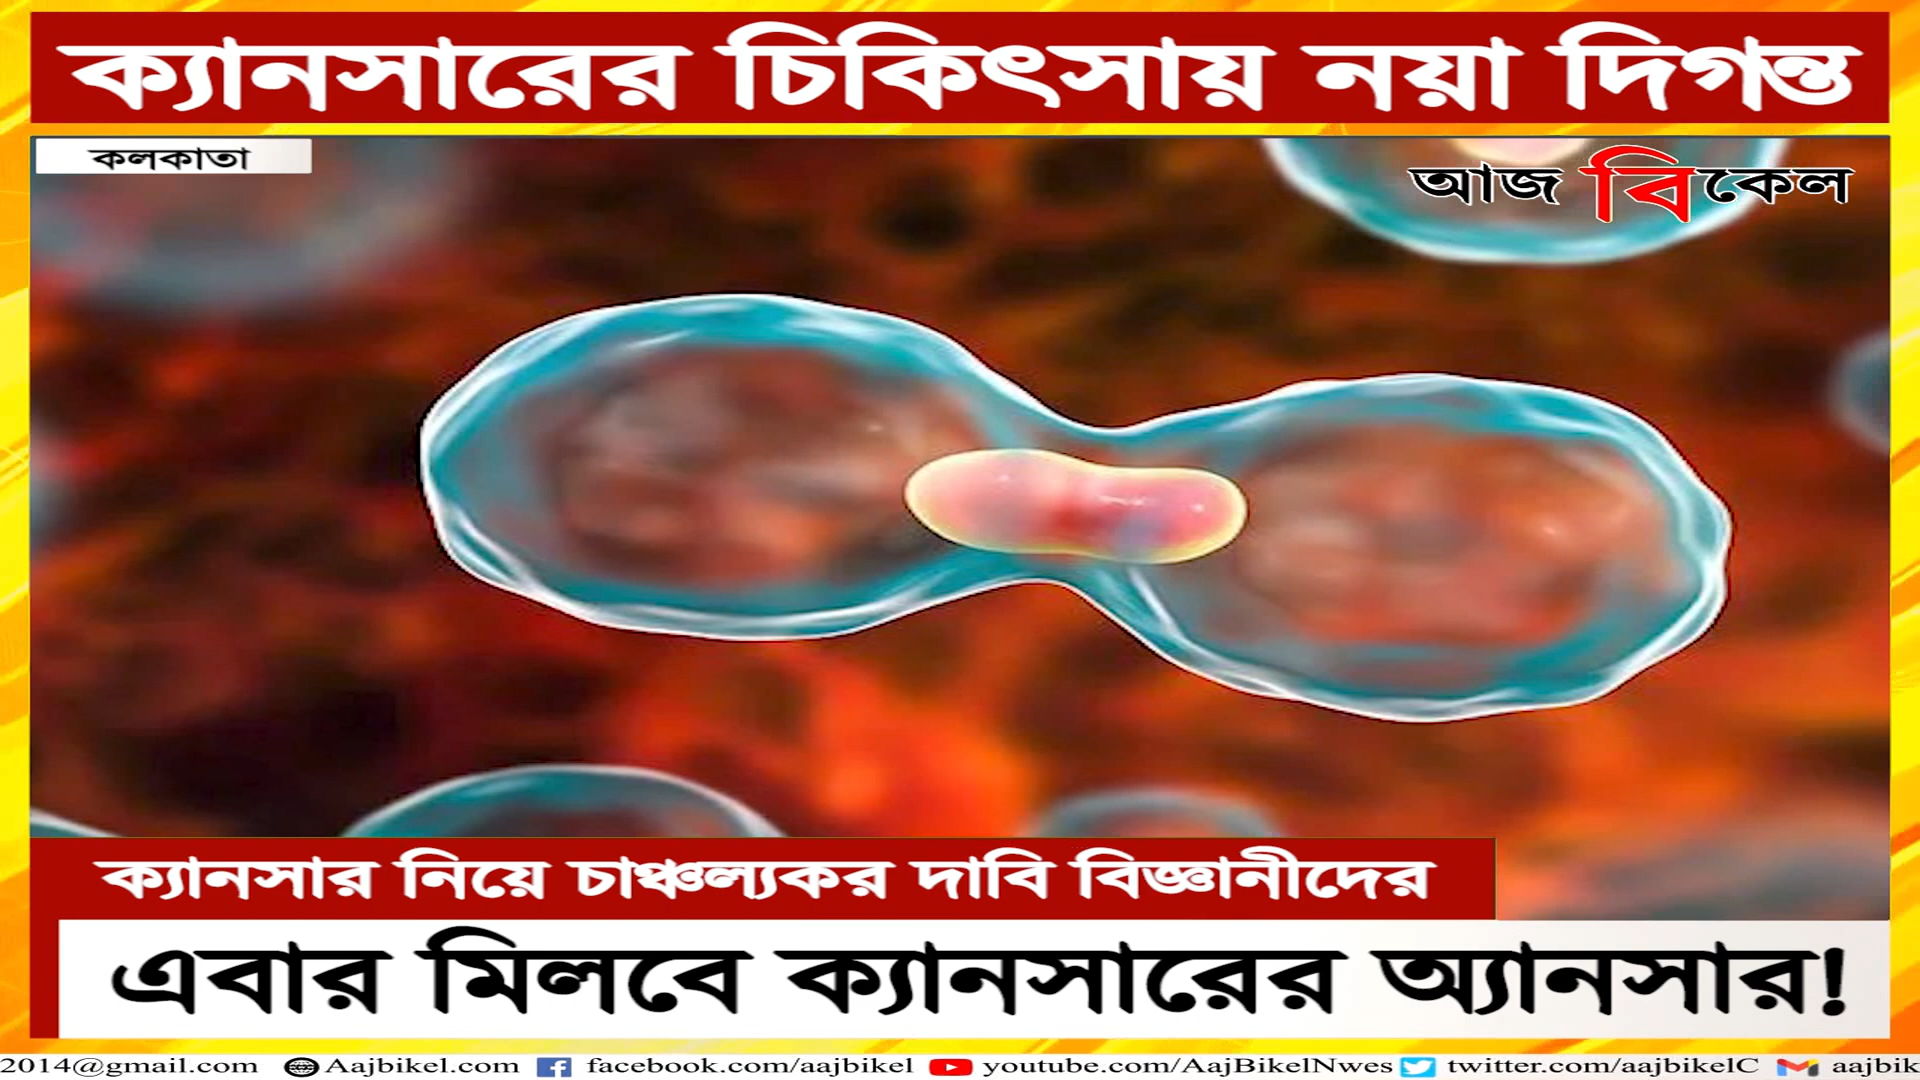 ক্যানসারের চিকিৎসায় নয়া দিগন্ত
কলকাতা
আজ বিকেল
ক্যানসার নিয়ে চাঞ্চল্যকর দাবি বিজ্ঞানীদের
এবার মিলবে ক্যানসারের অ্যানসার!
2014@gmail.com Aajbikel.com facebook.com/aajbikel youtube.com/AajBikelNwes twitter.com/aajbikelC aajbik